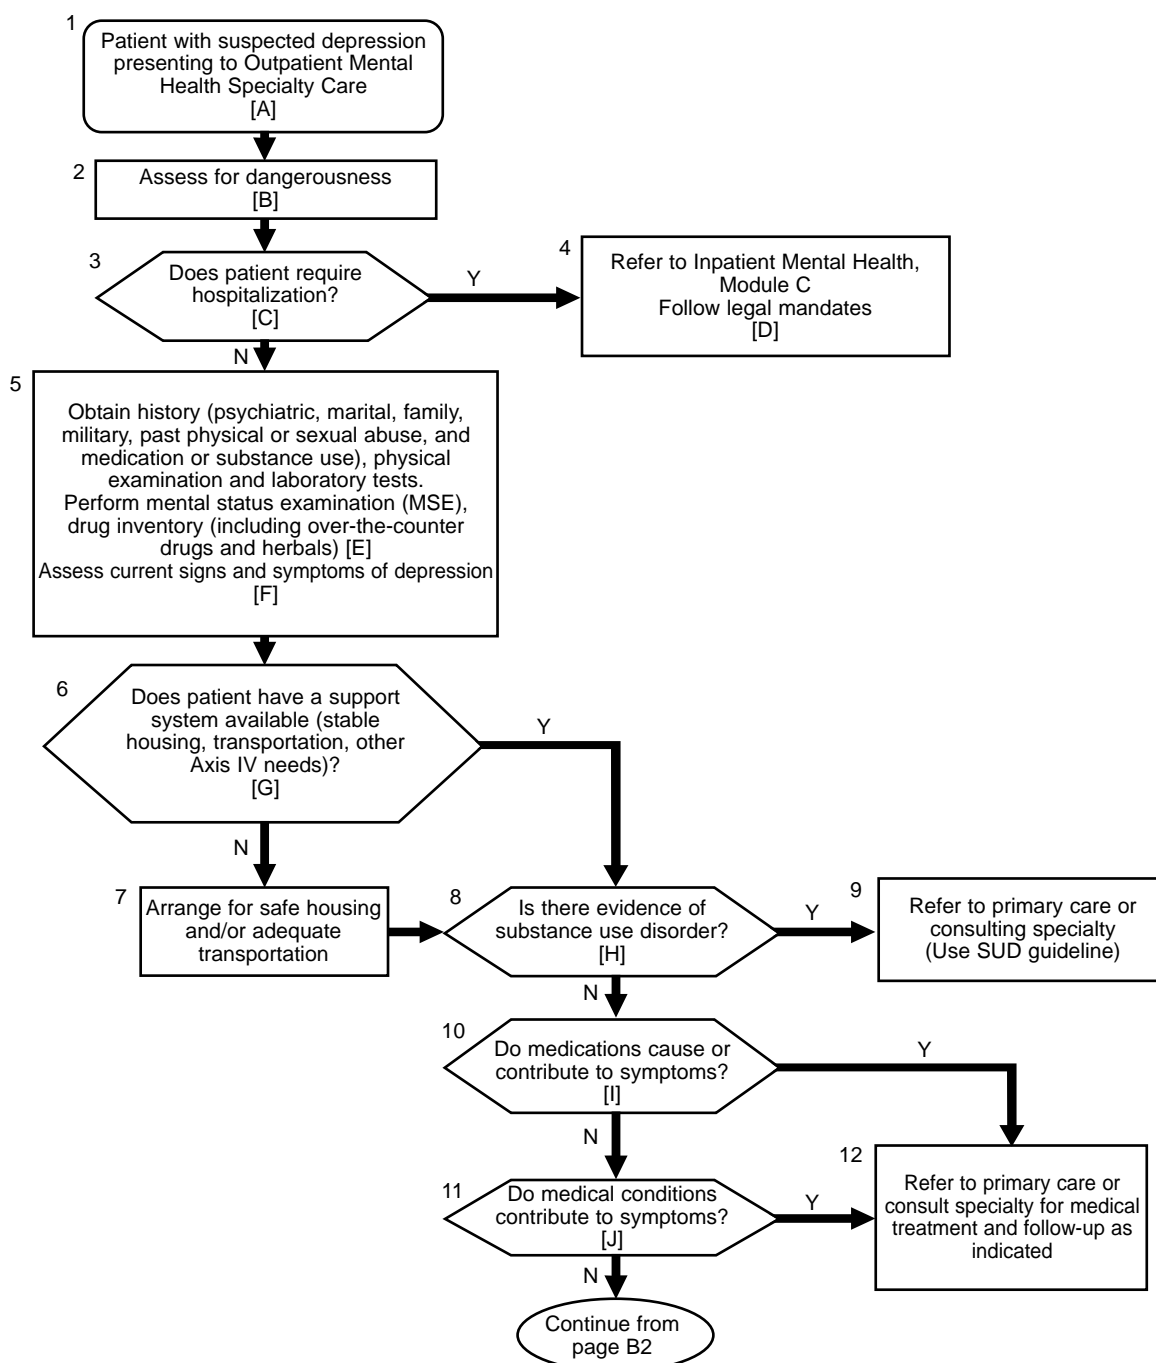 1
Patient with suspected depression
presenting to Outpatient Mental
Health Specialty Care
[A]
2
Assess for dangerousness
[B]
3
Does patient require
hospitalization?
[C]
Y
4
Refer to Inpatient Mental Health,
Module C
Follow legal mandates
[D]
N
5
Obtain history (psychiatric, marital, family,
military, past physical or sexual abuse, and
medication or substance use), physical
examination and laboratory tests.
Perform mental status examination (MSE),
drug inventory (including over-the-counter
drugs and herbals) [E]
Assess current signs and symptoms of depression
[F]
6
Does patient have a support
system available (stable
housing, transportation, other
Axis IV needs)?
[G]
Y
N
7
Arrange for safe housing
and/or adequate
transportation
8
Is there evidence of
substance use disorder?
[H]
Y
9
Refer to primary care or
consulting specialty
(Use SUD guideline)
N
10
Do medications cause or
contribute to symptoms?
[I]
Y
N
11
Do medical conditions
contribute to symptoms?
[J]
Y
12
Refer to primary care or
consult specialty for medical
treatment and follow-up as
indicated
N
Continue from
page B2